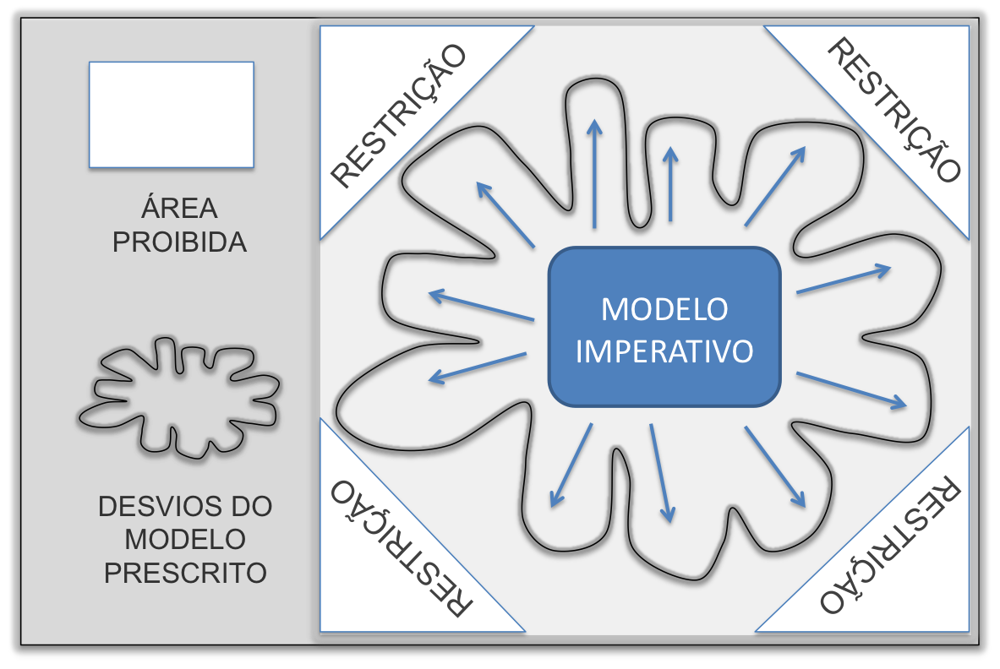 ÁREA
PROIBIDA
DESVIOS DO
MODELO
PRESCRITO
RESTRIÇÃO
RESTRIÇÃO
MODELO
IMPERATIVO
RESTRIÇÃO
RESTRIÇÃO